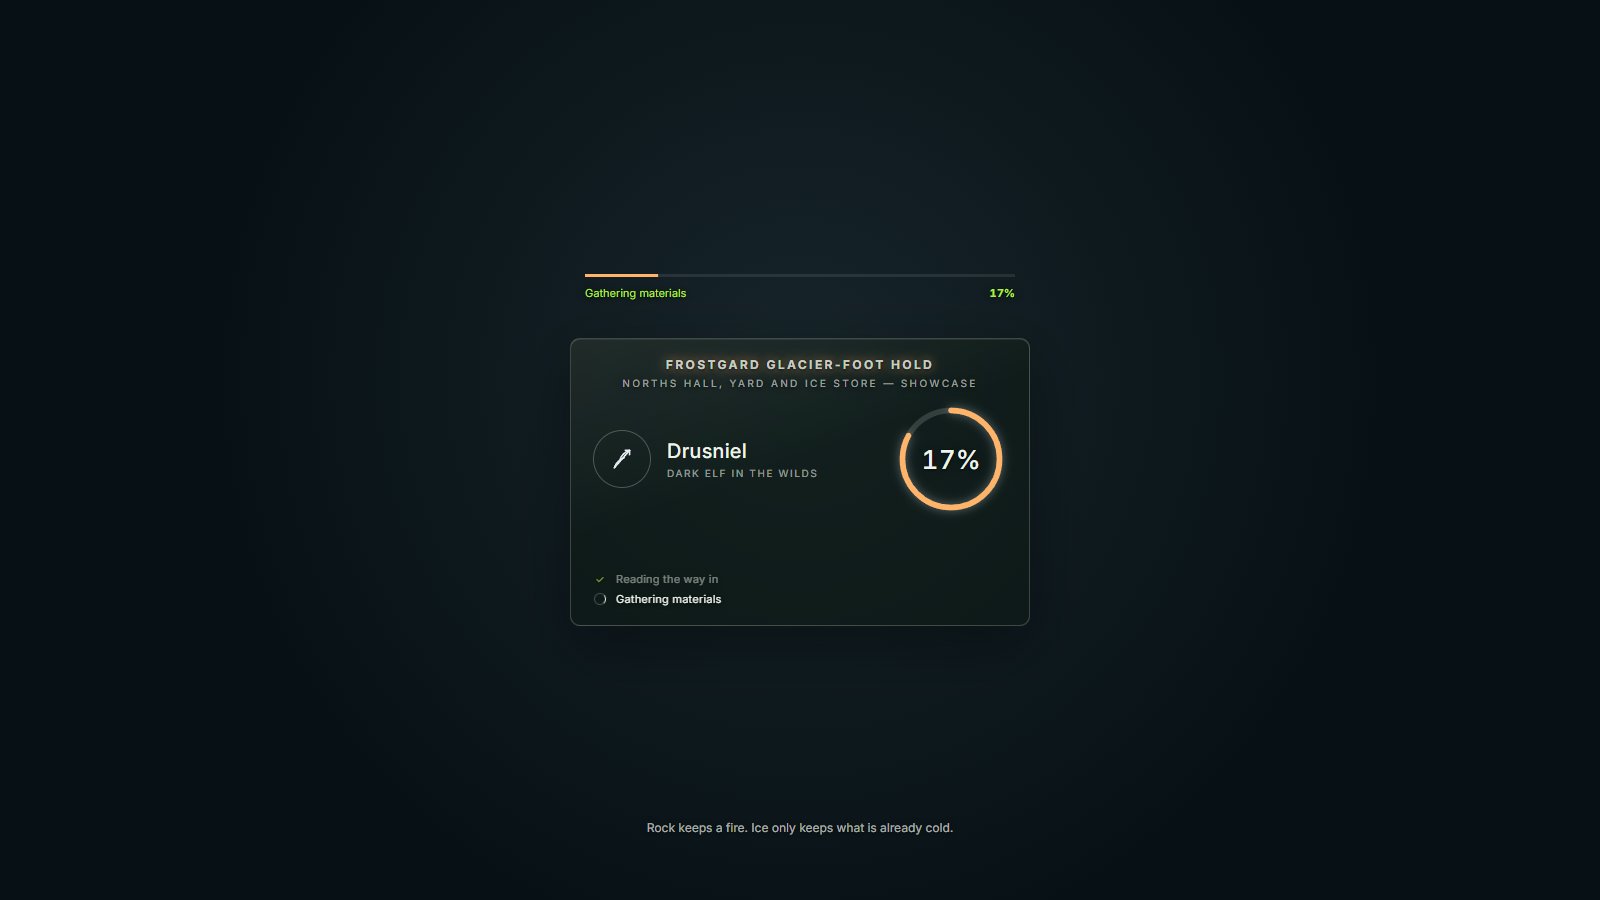 Gathering materials 17%
FROSTGARD GLACIER-FOOT HOLD
NORTHS HALL, YARD AND ICE STORE — SHOWCASE
Drusniel
DARK ELF IN THE WILDS
17%
Reading the way in
Gathering materials
Rock keeps a fire. Ice only keeps what is already cold.